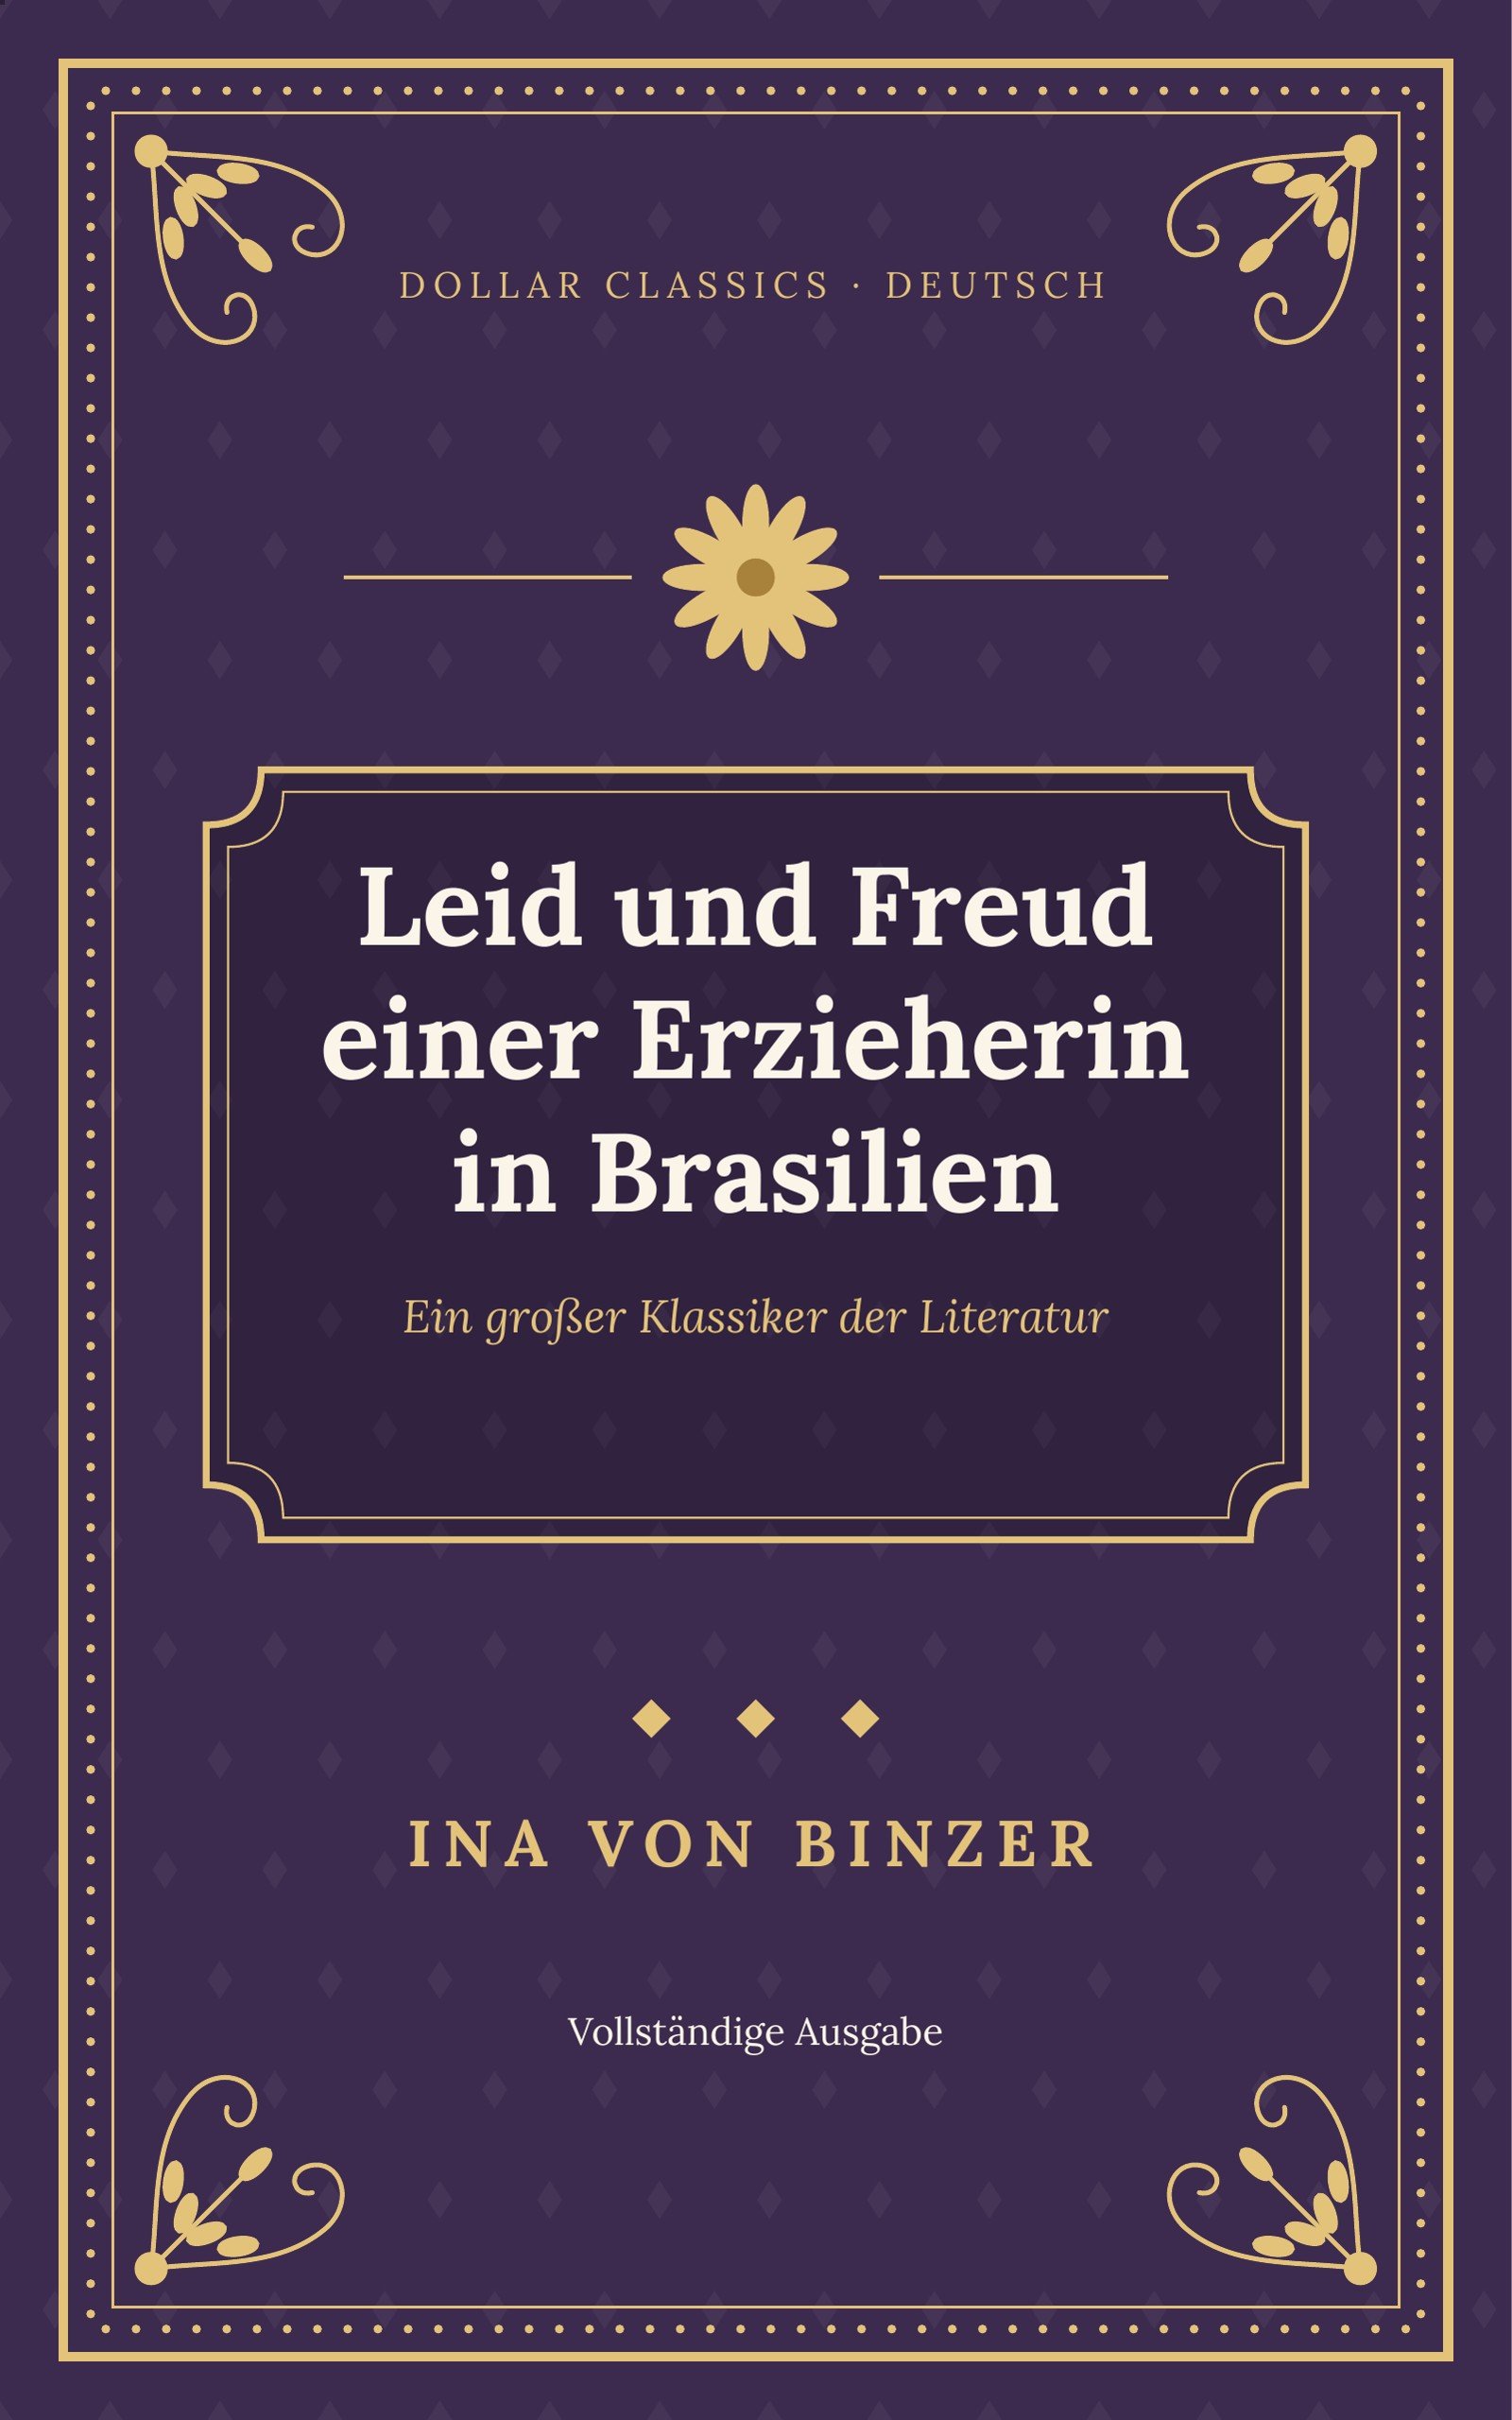 DOLLAR CLASSICS · DEUTSCH
Leid und Freud
einer Erzieherin
in Brasilien
Ein großer Klassiker der Literatur
INA VON BINZER
Vollständige Ausgabe